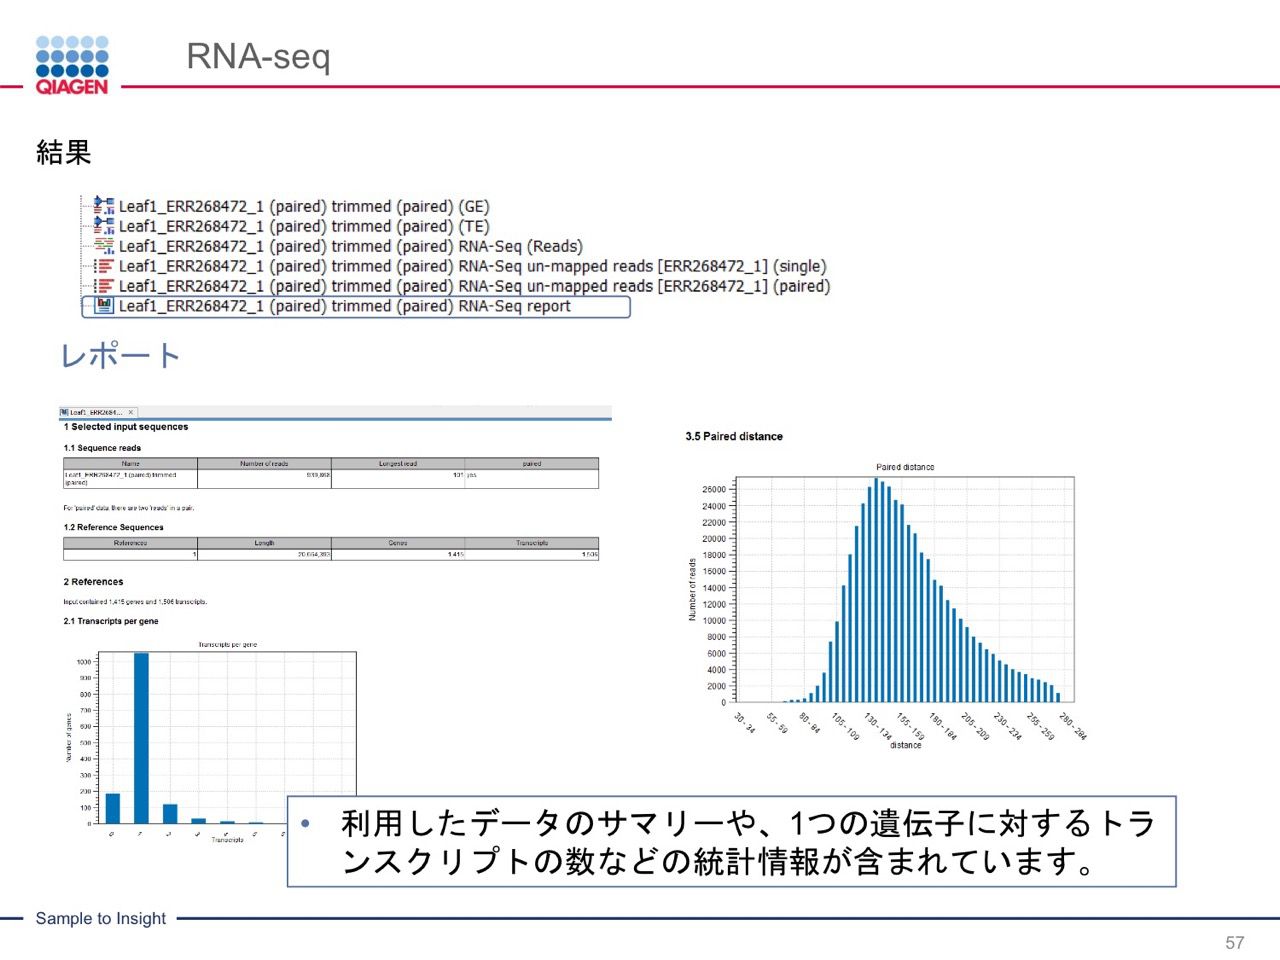 RNA-seq
QIAGEN
結果
Leaf1_ERR268472_1 (paired) trimmed (paired) (GE)
Leaf1_ERR268472_1 (paired) trimmed (paired) (TE)
Leaf1_ERR268472_1 (paired) trimmed (paired) RNA-Seq (Reads)
Leaf1_ERR268472_1 (paired) trimmed (paired) RNA-Seq un-mapped reads [ERR268472_1] (single)
Leaf1_ERR268472_1 (paired) trimmed (paired) RNA-Seq un-mapped reads [ERR268472_1] (paired)
Leaf1_ERR268472_1 (paired) trimmed (paired) RNA-Seq report
レポート
Leaf1_ERR2684...
1 Selected input sequences
1.1 Sequence reads
Name Number of reads Longest read paired
Leaf1_ERR268472_1 (paired) trimmed (paired) 101 yes
For 'paired' data, there are two 'reads' in a pair.
1.2 Reference Sequences
References Length Genes Transcripts
1 1,415 1,506
2 References
Input contained 1,415 genes and 1,506 transcripts.
2.1 Transcripts per gene
Transcripts per gene
Number of genes
1000
900
800
700
600
500
400
300
200
100
0
0 1 2 3 4 5
Transcripts
3.5 Paired distance
Paired distance
Number of reads
26000
24000
22000
20000
18000
16000
14000
12000
10000
8000
6000
4000
2000
0
30 - 34 55 - 59 80 - 84 105 - 109 130 - 134 155 - 159 180 - 184 205 - 209 230 - 234 255 - 259 280 - 284
distance
• 利用したデータのサマリーや、1つの遺伝子に対するトラ
ンスクリプトの数などの統計情報が含まれています。
Sample to Insight
57